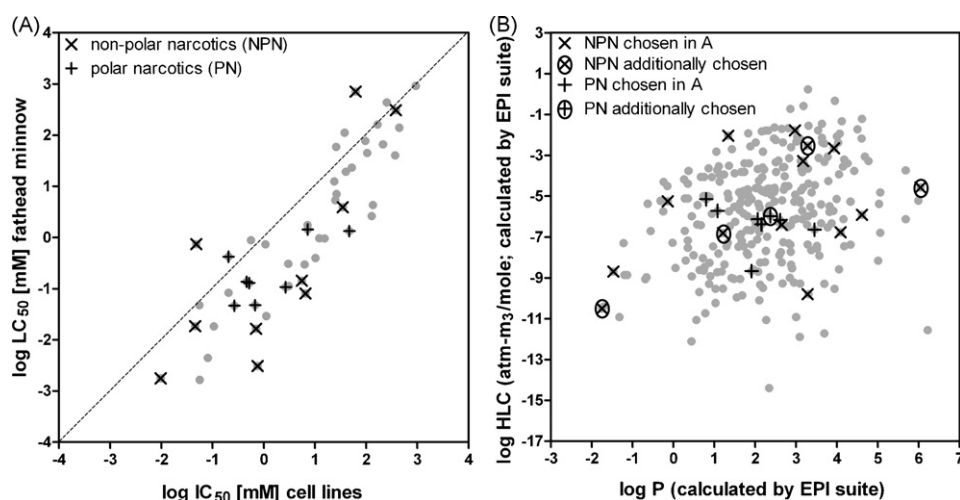 (A)
× non-polar narcotics (NPN)
+ polar narcotics (PN)
4
3
2
1
0
-1
-2
-3
-4
-4 -3 -2 -1 0 1 2 3 4
log LC50 [mM] fathead minnnow
log IC50 [mM] cell lines
(B)
× NPN chosen in A
⊗ NPN additionally chosen
+ PN chosen in A
⊕ PN additionally chosen
3
1
-1
-3
-5
-7
-9
-11
-13
-15
-17
-3 -2 -1 0 1 2 3 4 5 6 7
log HLC (atm-m3/mole; calculated by EPI suite)
log P (calculated by EPI suite)